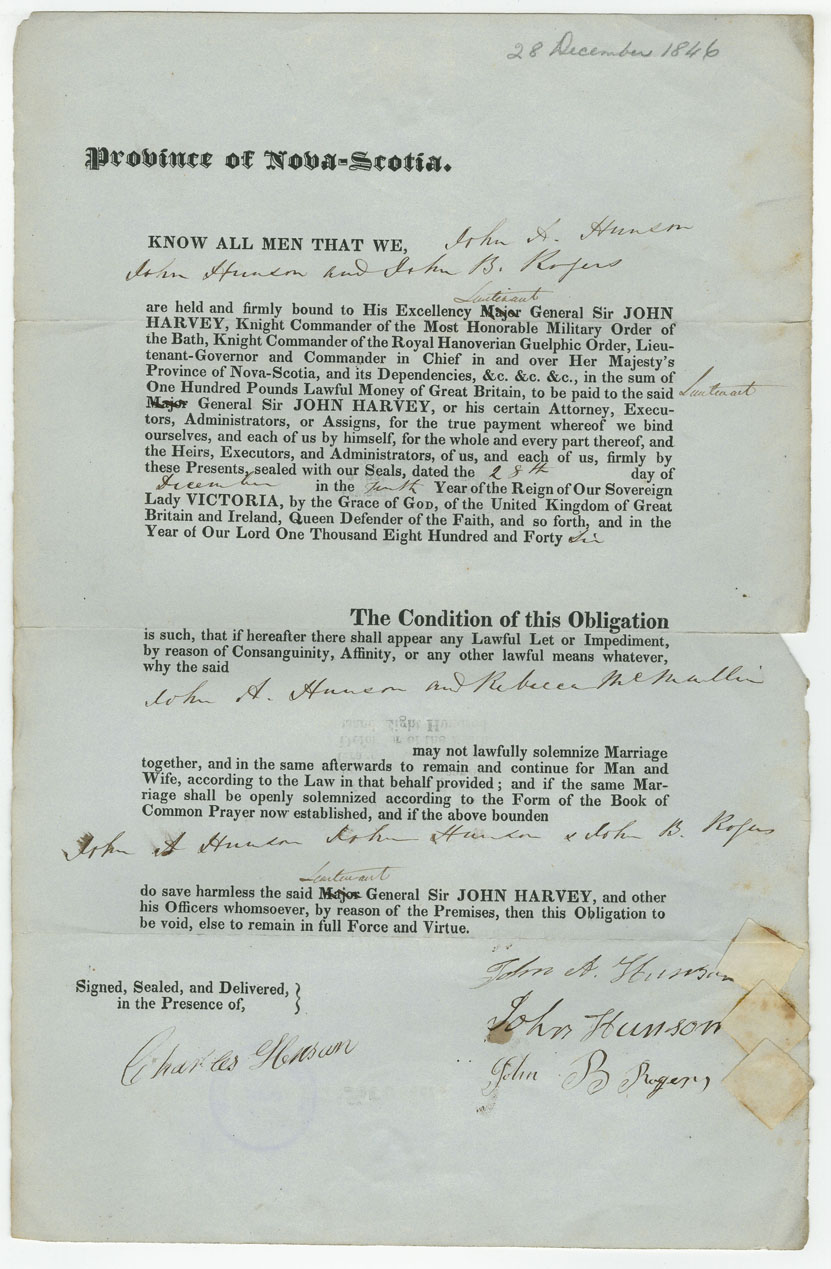 28 December 1846
Province of Nova-Scotia.
KNOW ALL MEN THAT WE, John A. Hunson
John Hunson and John B. Rogers
Lieutenant
are held and firmly bound to His Excellency Major General Sir JOHN
HARVEY, Knight Commander of the Most Honorable Military Order of
the Bath, Knight Commander of the Royal Hanoverian Guelphic Order, Lieu-
tenant-Governor and Commander in Chief in and over Her Majesty's
Province of Nova-Scotia, and its Dependencies, &c. &c. &c., in the sum of
One Hundred Pounds Lawful Money of Great Britain, to be paid to the said Lieutenant
Major General Sir JOHN HARVEY, or his certain Attorney, Execu-
tors, Administrators, or Assigns, for the true payment whereof we bind
ourselves, and each of us by himself, for the whole and every part thereof, and
the Heirs, Executors, and Administrators, of us, and each of us, firmly by
these Presents, sealed with our Seals, dated the 28th day of
December in the tenth Year of the Reign of Our Sovereign
Lady VICTORIA, by the Grace of GOD, of the United Kingdom of Great
Britain and Ireland, Queen Defender of the Faith, and so forth, and in the
Year of Our Lord One Thousand Eight Hundred and Forty Six
The Condition of this Obligation
is such, that if hereafter there shall appear any Lawful Let or Impediment,
by reason of Consanguinity, Affinity, or any other lawful means whatever,
why the said
John A. Hunson and Rebecca McMullin
may not lawfully solemnize Marriage
together, and in the same afterwards to remain and continue for Man and
Wife, according to the Law in that behalf provided; and if the same Mar-
riage shall be openly solemnized according to the Form of the Book of
Common Prayer now established, and if the above bounden
John A Hunson John Hunson & John B. Rogers
Lieutenant
do save harmless the said Major General Sir JOHN HARVEY, and other
his Officers whomsoever, by reason of the Premises, then this Obligation to
be void, else to remain in full Force and Virtue.
Signed, Sealed, and Delivered,
in the Presence of,
John A. Hunson
John Hunson
Charles
John B Rogers